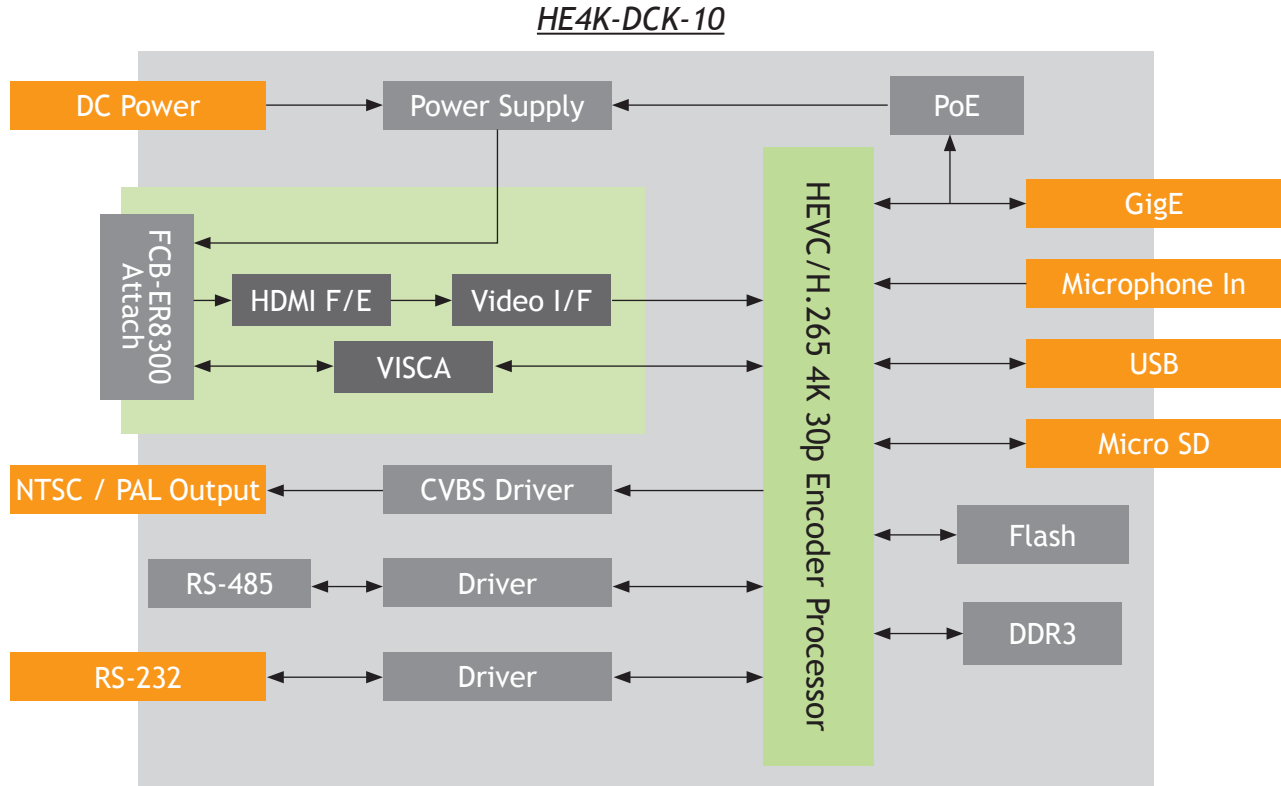 HE4K-DCK-10
DC Power
Power Supply
PoE
GigE
FCB-ER8300
Attach
HDMI F/E
Video I/F
Microphone In
VISCA
USB
HEVC/H.265 4K 30p Encoder Processor
Micro SD
NTSC / PAL Output
CVBS Driver
Flash
RS-485
Driver
DDR3
RS-232
Driver